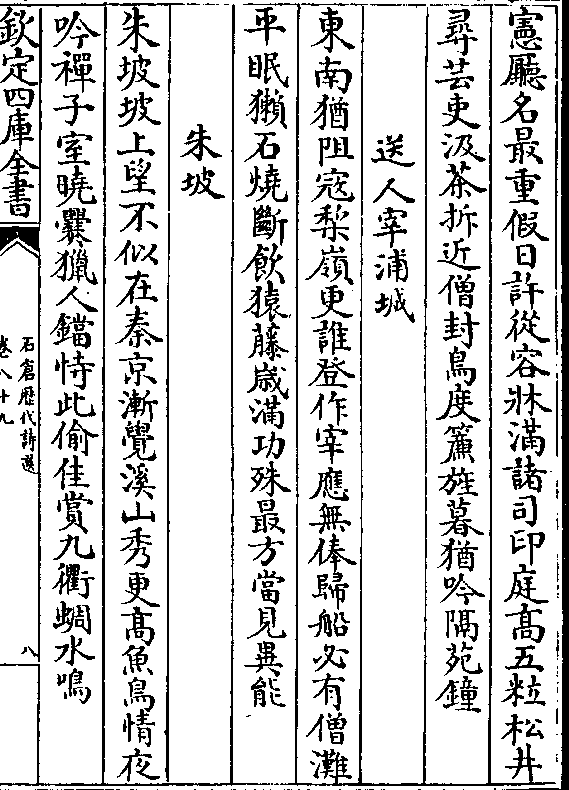 憲廳名最重假日許從容牀滿諸司印庭高五粒松井
尋芸吏汲茶拆近僧封鳥度簾旌暮猶吟隔苑鐘
送人宰浦城
東南猶阻寇梨嶺更誰登作宰應無俸歸船必有僧灘
平眠獺石燒斷飲猿藤歲滿功殊最方當見異能
朱坡
朱坡坡上望不似在秦京漸覺溪山秀更高魚鳥情夜
吟禪子室曉爨獵人鐺恃此偷佳賞九衢蜩水鳴
欽定四庫全書
石倉歷代詩選
卷八十九
八